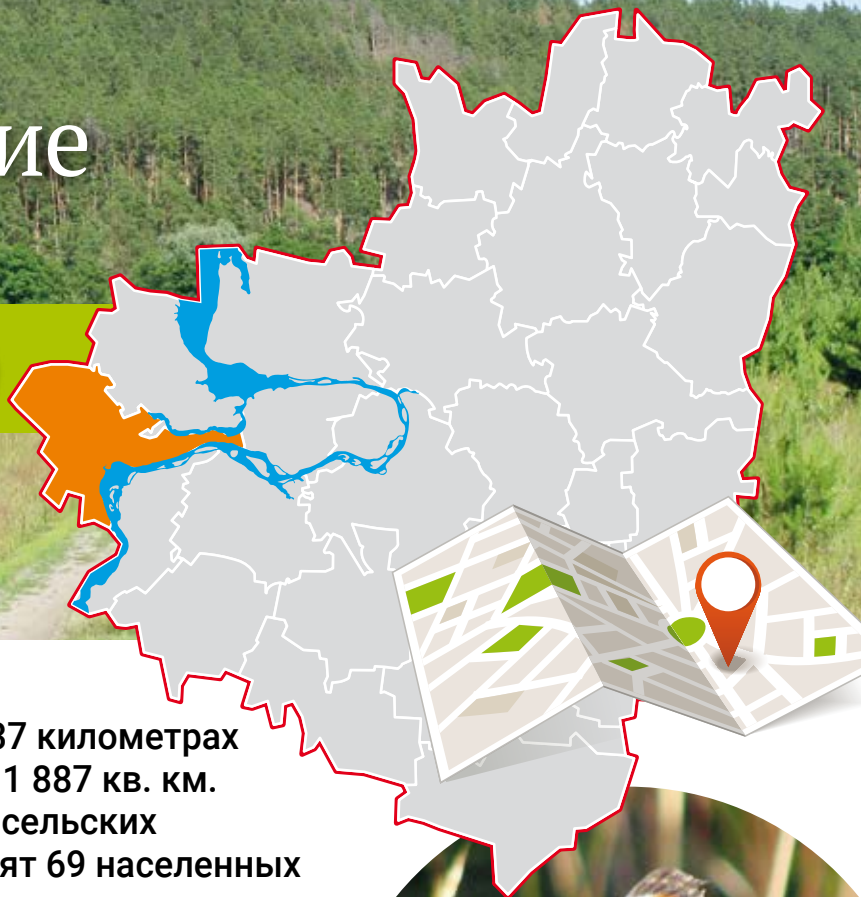 ие
37 километрах
1 887 кв. км.
сельских
ят 69 населенных